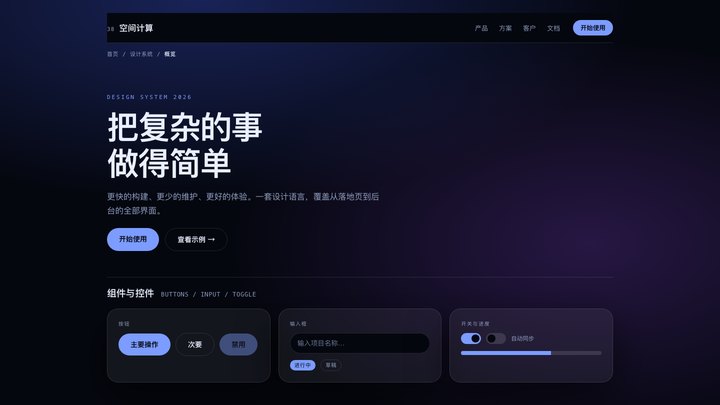 38 空间计算
产品 方案 客户 文档 开始使用
首页 / 设计系统 / 概览
DESIGN SYSTEM 2026
把复杂的事
做得简单
更快的构建、更少的维护、更好的体验。一套设计语言，覆盖从落地页到后
台的全部界面。
开始使用 查看示例 →
组件与控件 BUTTONS / INPUT / TOGGLE
按钮
主要操作 次要 禁用
输入框
输入项目名称…
进行中 草稿
开关与进度
自动同步